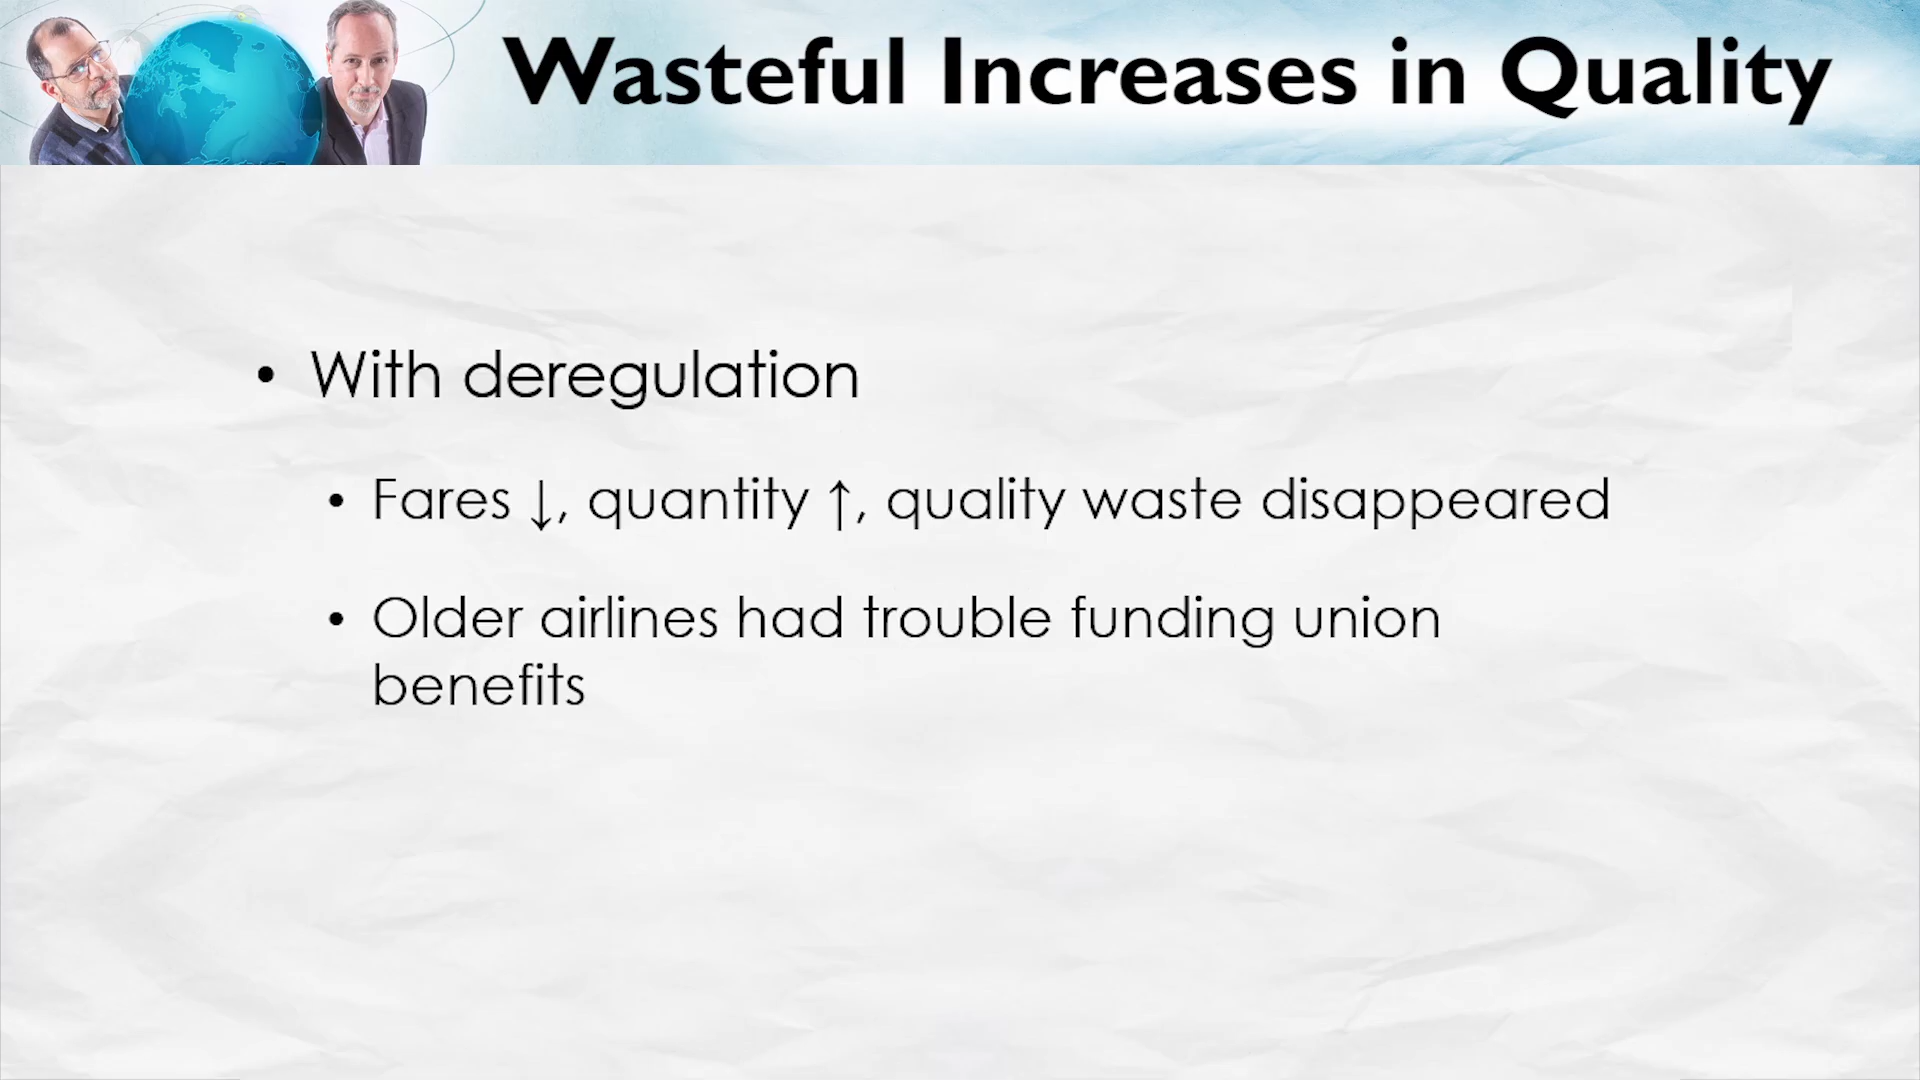 Wasteful Increases in Quality
• With deregulation
• Fares ↓, quantity ↑, quality waste disappeared
• Older airlines had trouble funding union
benefits